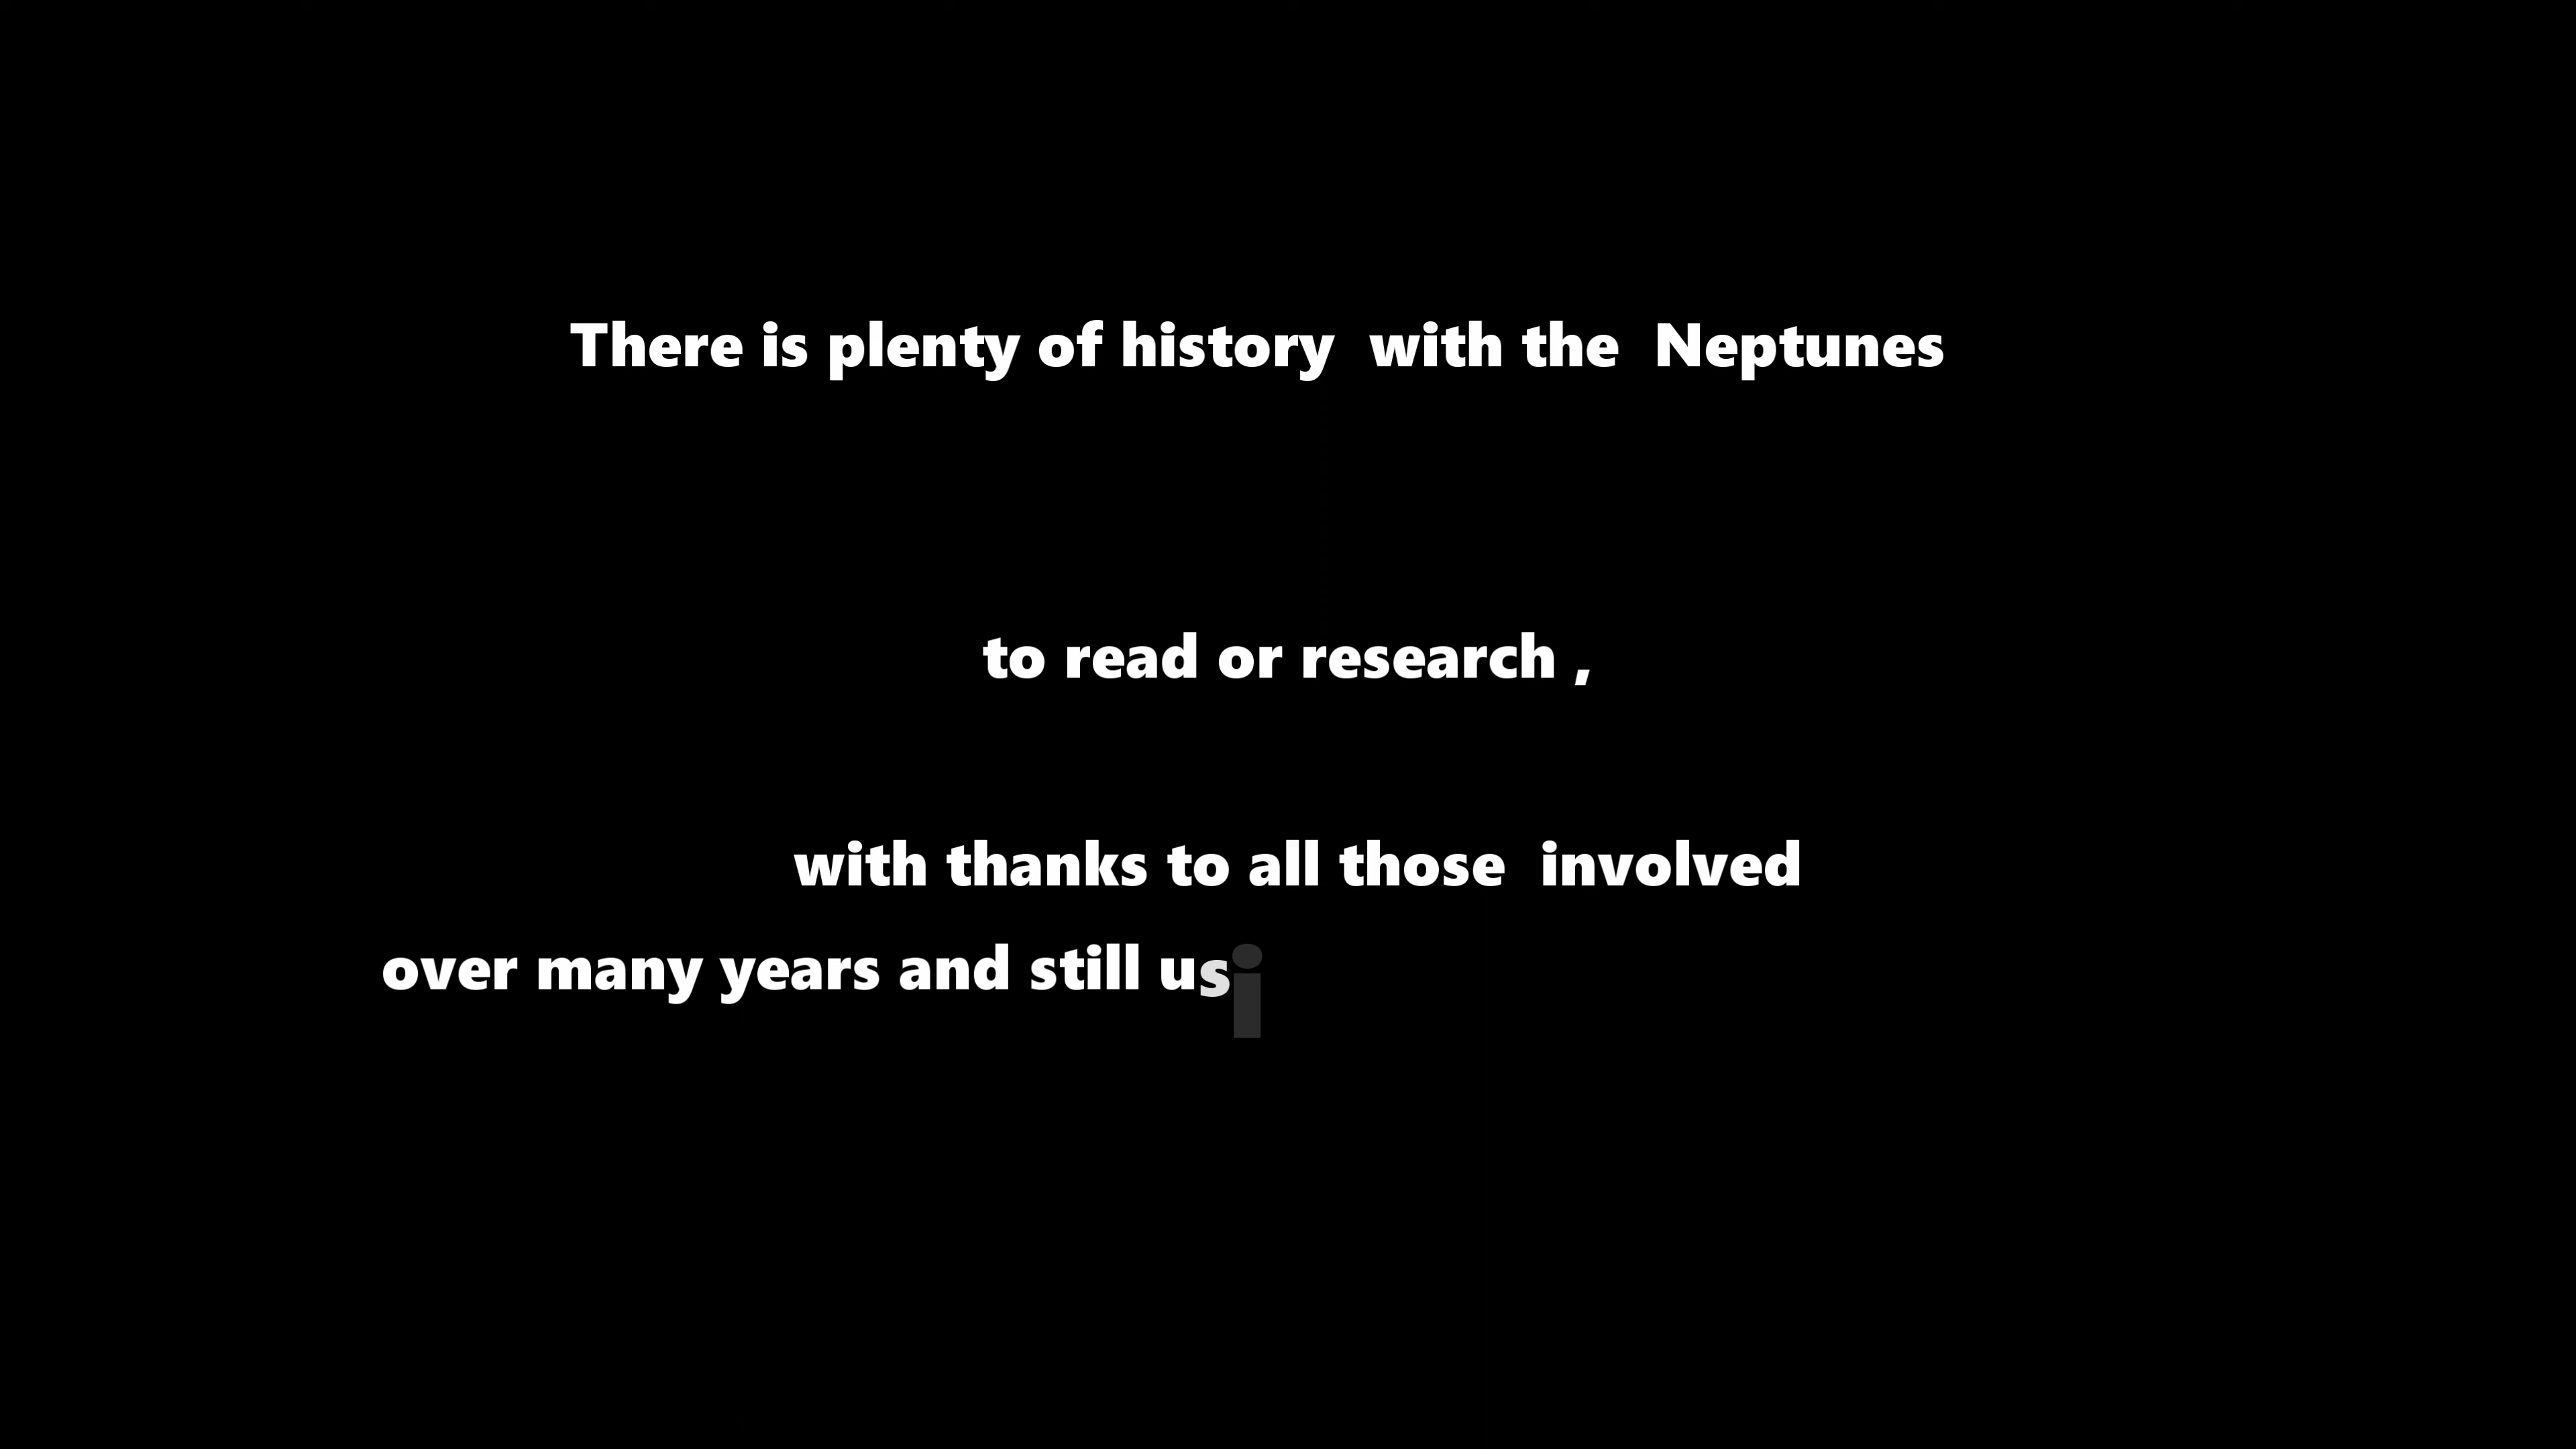 There is plenty of history  with the  Neptunes
to read or research ,
with thanks to all those  involved
over many years and still usi